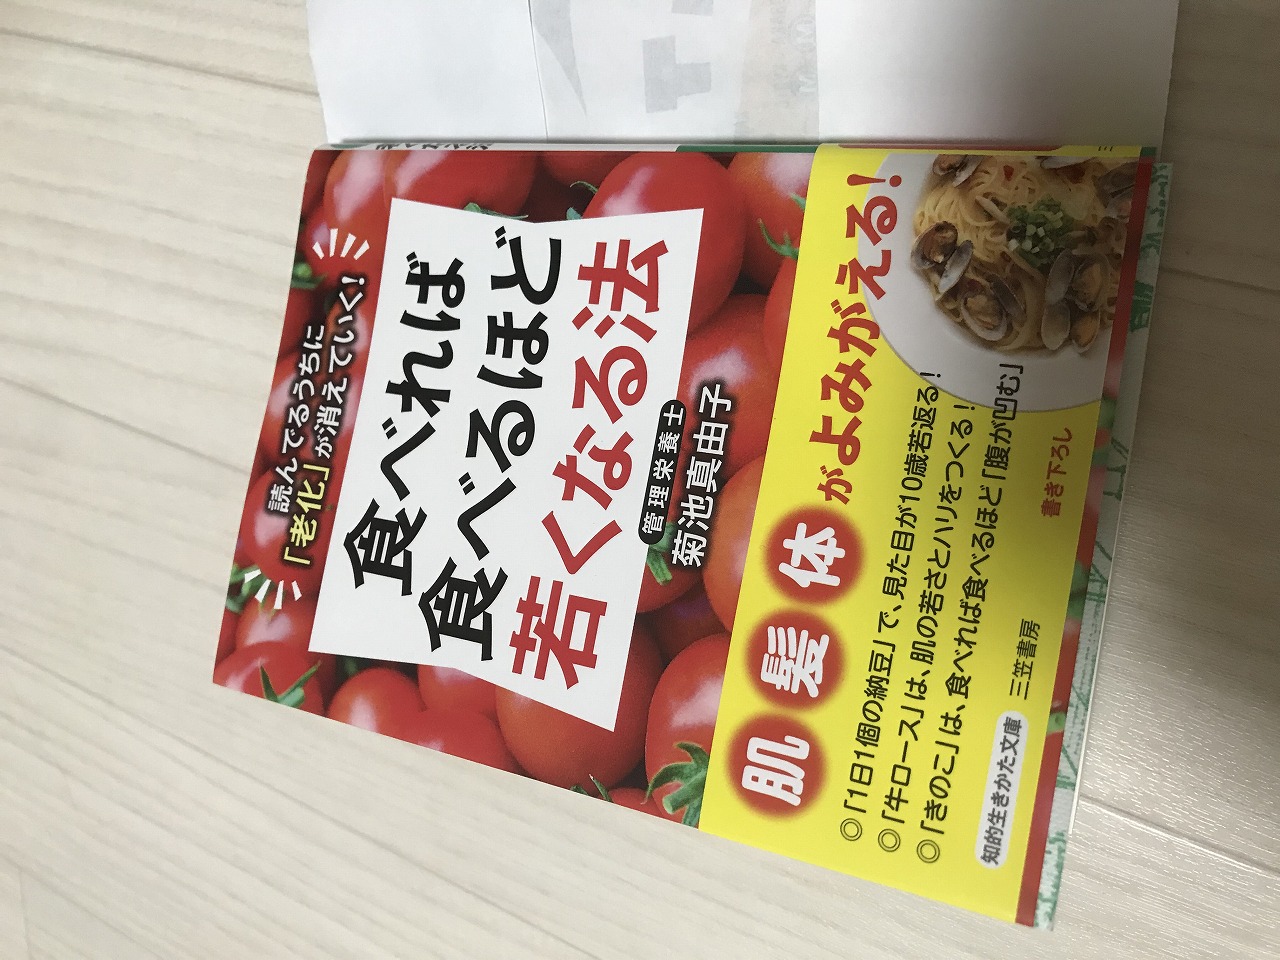 読んでるうちに
「老化」が消えていく!
食べれば
食べるほど
若くなる法
管理栄養士
菊池真由子
肌 髪 体 がよみがえる!
◎「1日1個の納豆」で、見た目が10歳若返る!
◎「牛ロース」は、肌の若さとハリをつくる!
◎「きのこ」は、食べれば食べるほど「腹が凹む」
知的生きかた文庫 三笠書房 書き下ろし